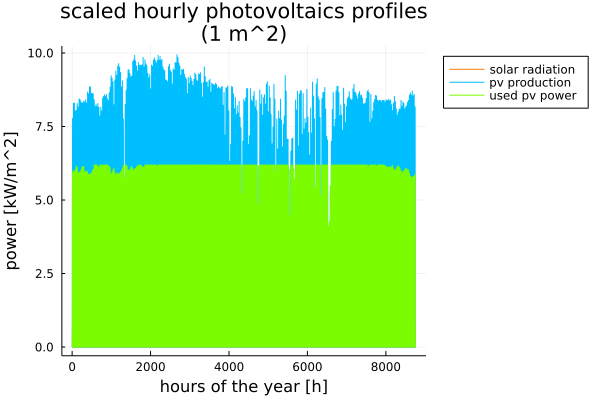 scaled hourly photovoltaics profiles
(1 m^2)
power [kW/m^2]
10.0
7.5
5.0
2.5
0.0
0
2000
4000
6000
8000
hours of the year [h]
solar radiation
pv production
used pv power